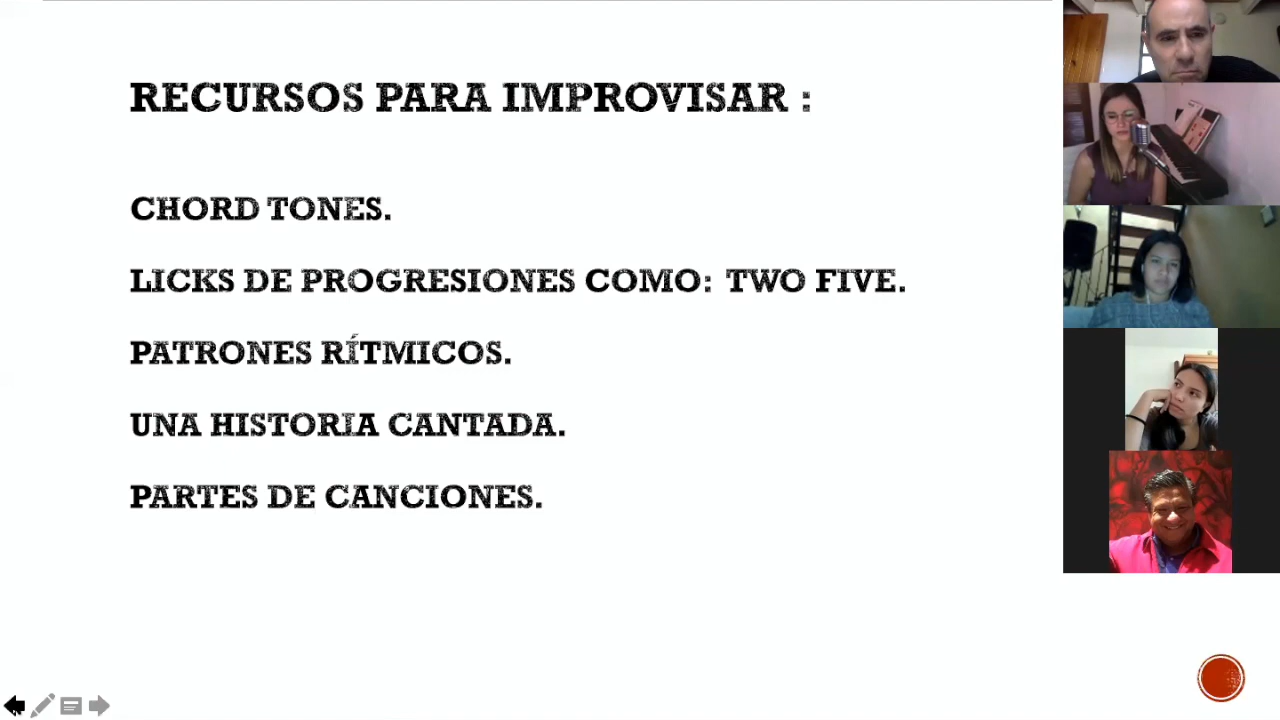 RECURSOS PARA IMPROVISAR :
CHORD TONES.
LICKS DE PROGRESIONES COMO: TWO FIVE.
PATRONES RÍTMICOS.
UNA HISTORIA CANTADA.
PARTES DE CANCIONES.